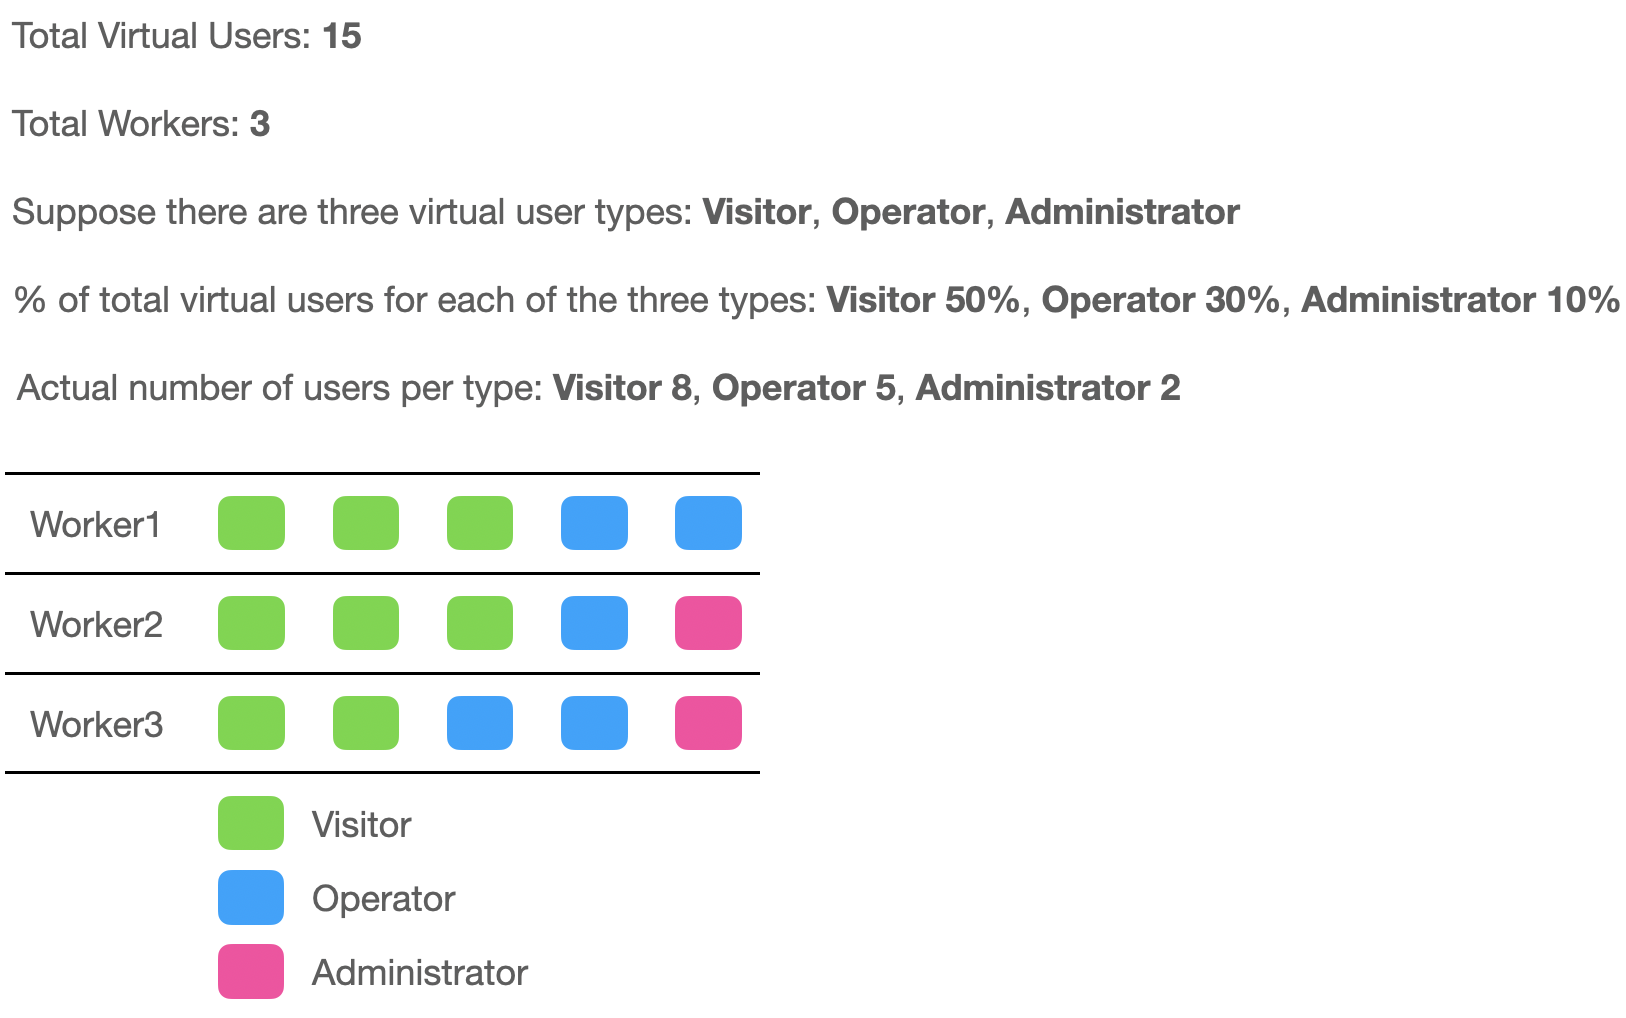 Total Virtual Users: 15
Total Workers: 3
Suppose there are three virtual user types: Visitor, Operator, Administrator
% of total virtual users for each of the three types: Visitor 50%, Operator 30%, Administrator 10%
Actual number of users per type: Visitor 8, Operator 5, Administrator 2
Worker1
Worker2
Worker3
Visitor
Operator
Administrator